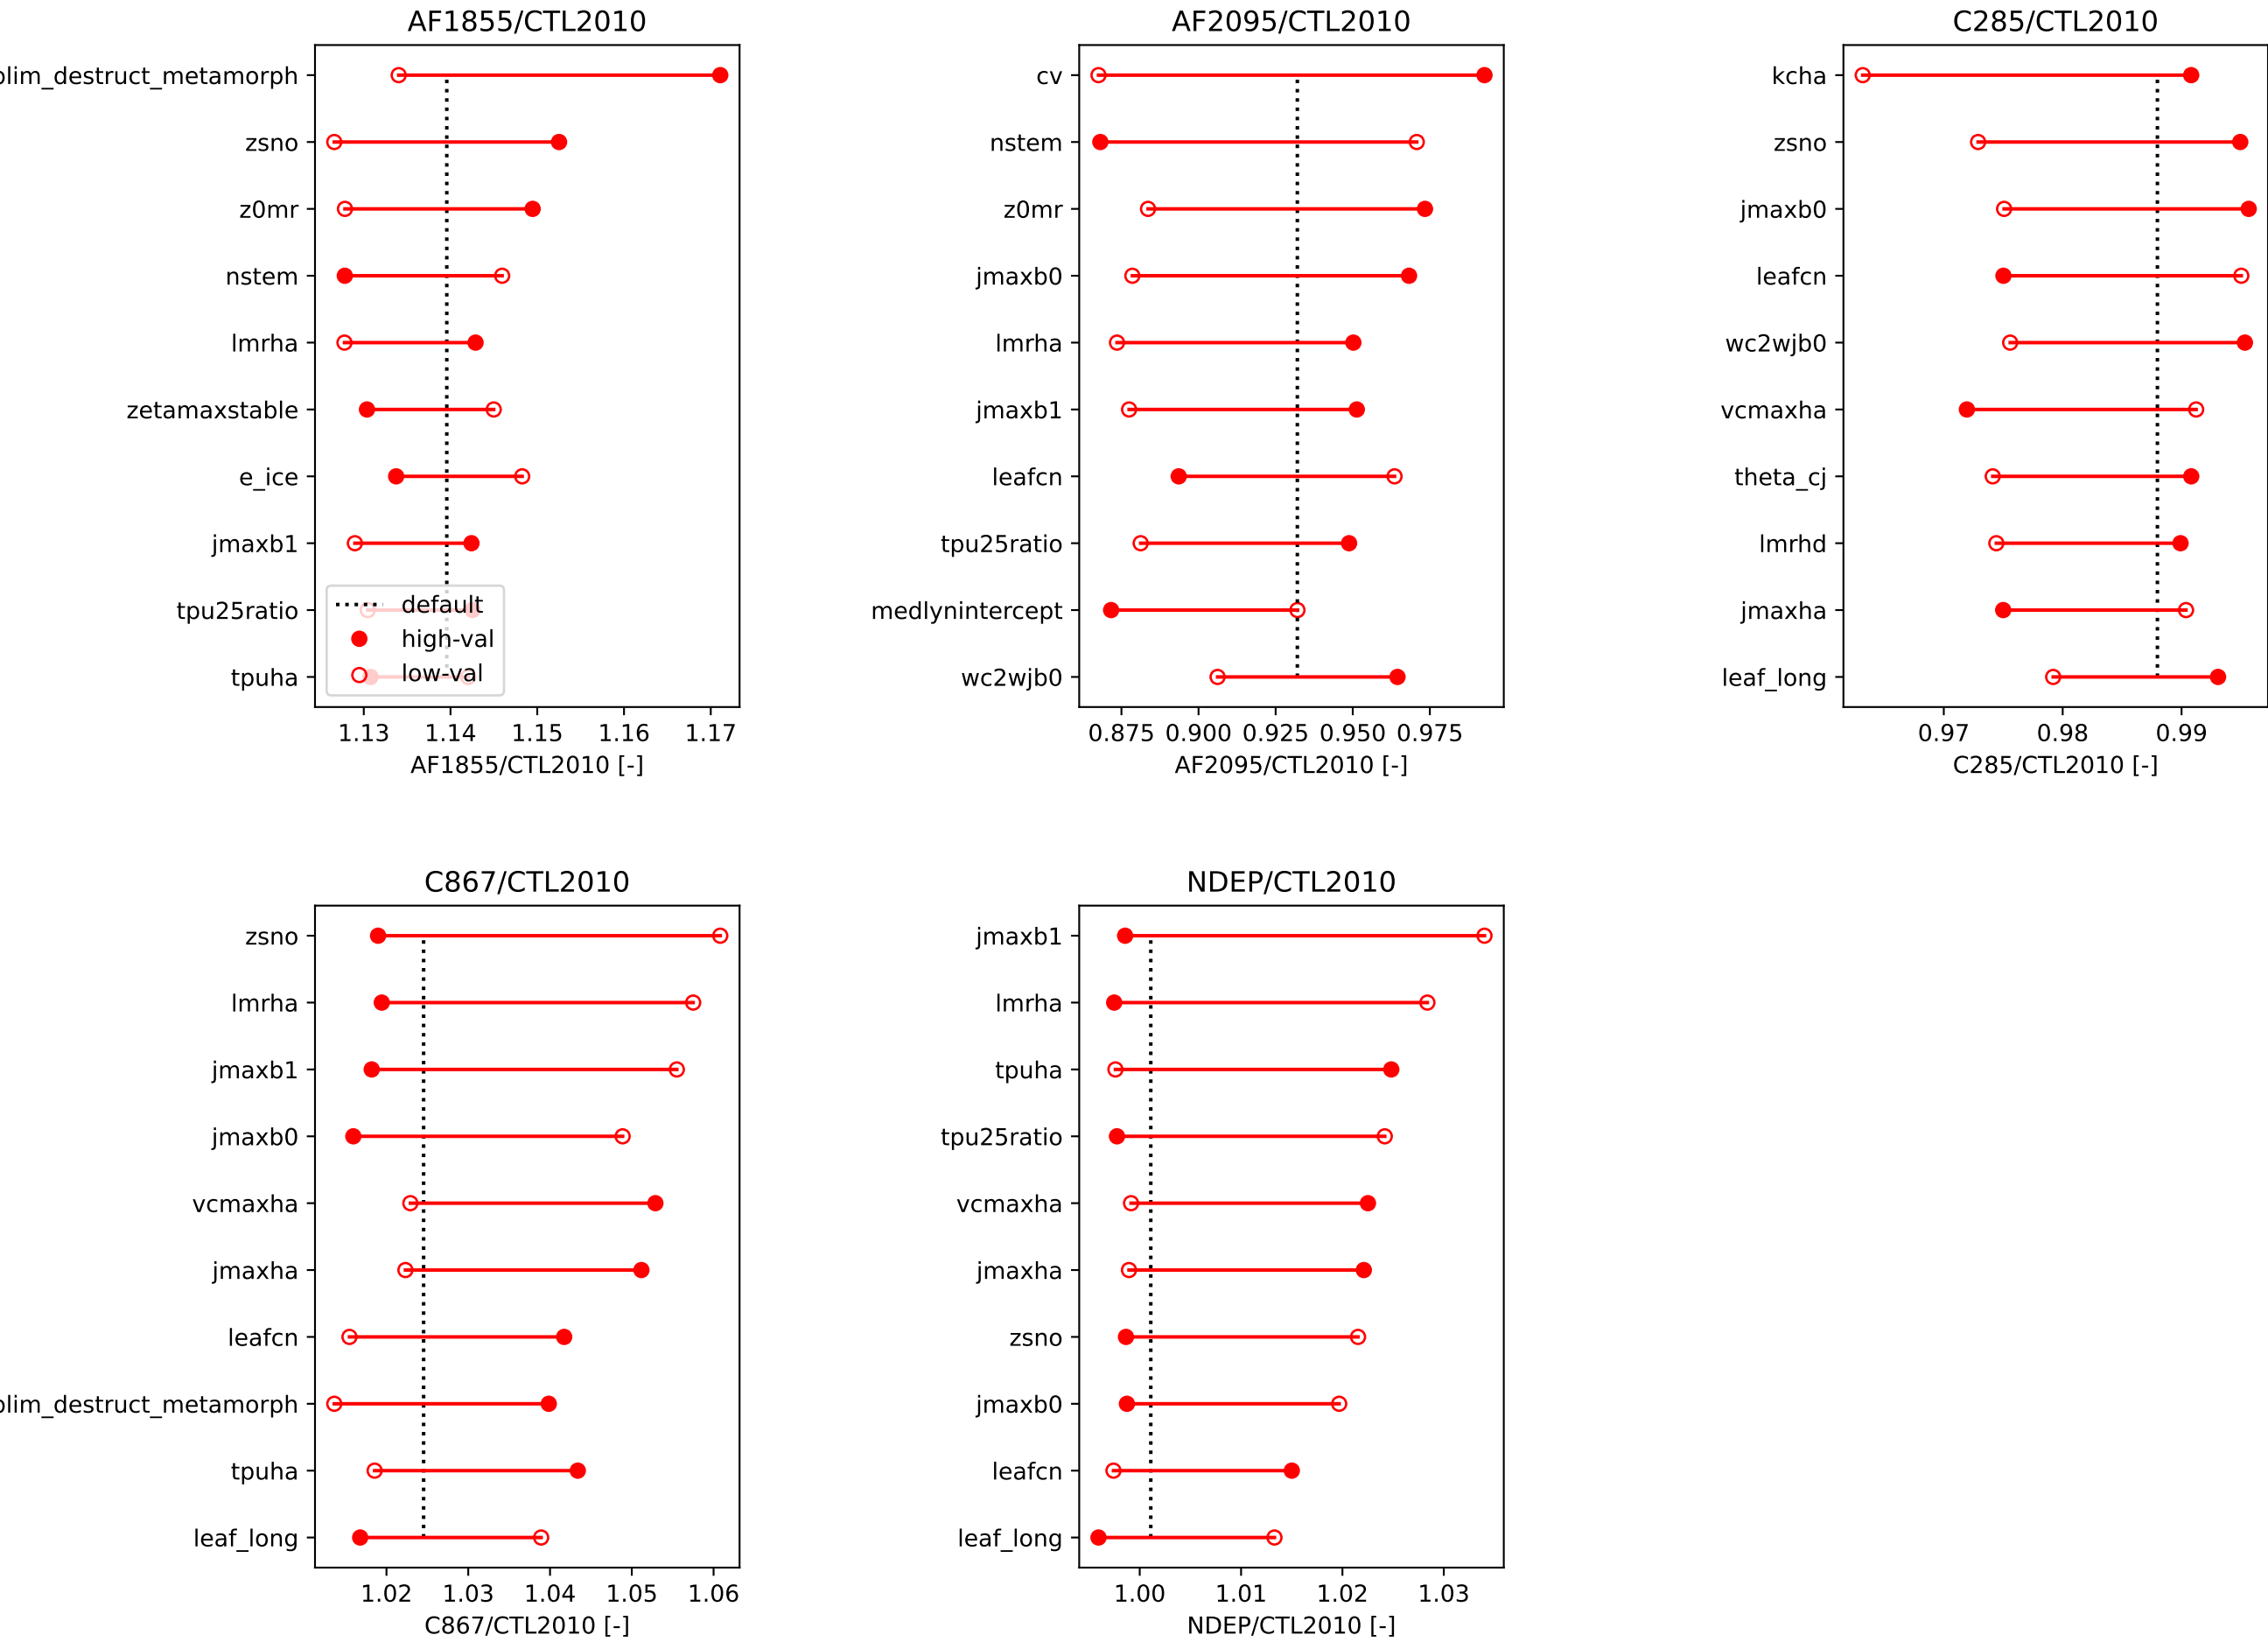 AF1855/CTL2010
plim_destruct_metamorph
zsno
z0mr
nstem
lmrha
zetamaxstable
e_ice
jmaxb1
tpu25ratio
tpuha
default
high-val
low-val
1.13 1.14 1.15 1.16 1.17
AF1855/CTL2010 [-]
AF2095/CTL2010
cv
nstem
z0mr
jmaxb0
lmrha
jmaxb1
leafcn
tpu25ratio
medlynintercept
wc2wjb0
0.875 0.900 0.925 0.950 0.975
AF2095/CTL2010 [-]
C285/CTL2010
kcha
zsno
jmaxb0
leafcn
wc2wjb0
vcmaxha
theta_cj
lmrhd
jmaxha
leaf_long
0.97 0.98 0.99
C285/CTL2010 [-]
C867/CTL2010
zsno
lmrha
jmaxb1
jmaxb0
vcmaxha
jmaxha
leafcn
plim_destruct_metamorph
tpuha
leaf_long
1.02 1.03 1.04 1.05 1.06
C867/CTL2010 [-]
NDEP/CTL2010
jmaxb1
lmrha
tpuha
tpu25ratio
vcmaxha
jmaxha
zsno
jmaxb0
leafcn
leaf_long
1.00 1.01 1.02 1.03
NDEP/CTL2010 [-]